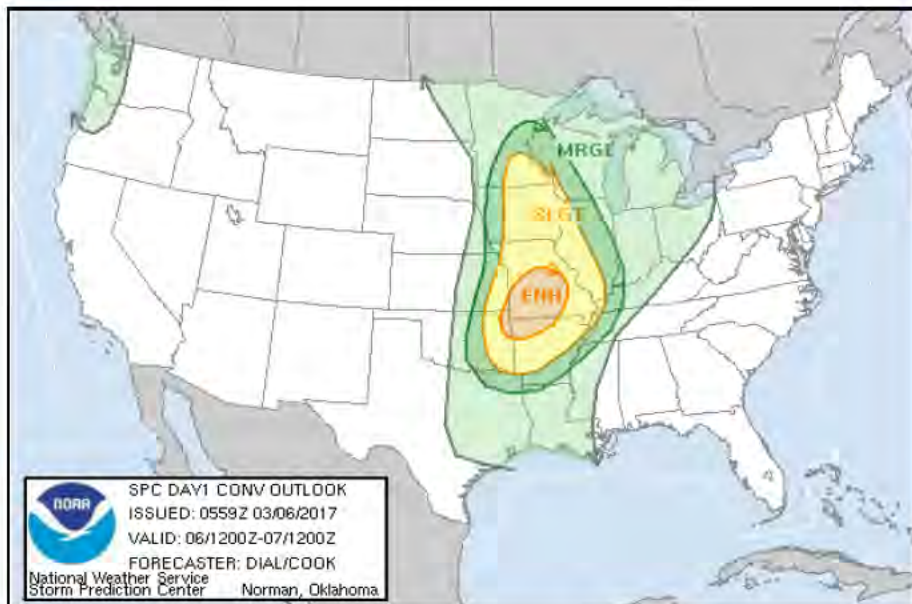 MRGL
SLGT
ENH
NOAA
SPC DAY1 CONV OUTLOOK
ISSUED: 0559Z 03/06/2017
VALID: 06/1200Z-07/1200Z
FORECASTER: DIAL/COOK
National Weather Service
Storm Prediction Center Norman, Oklahoma